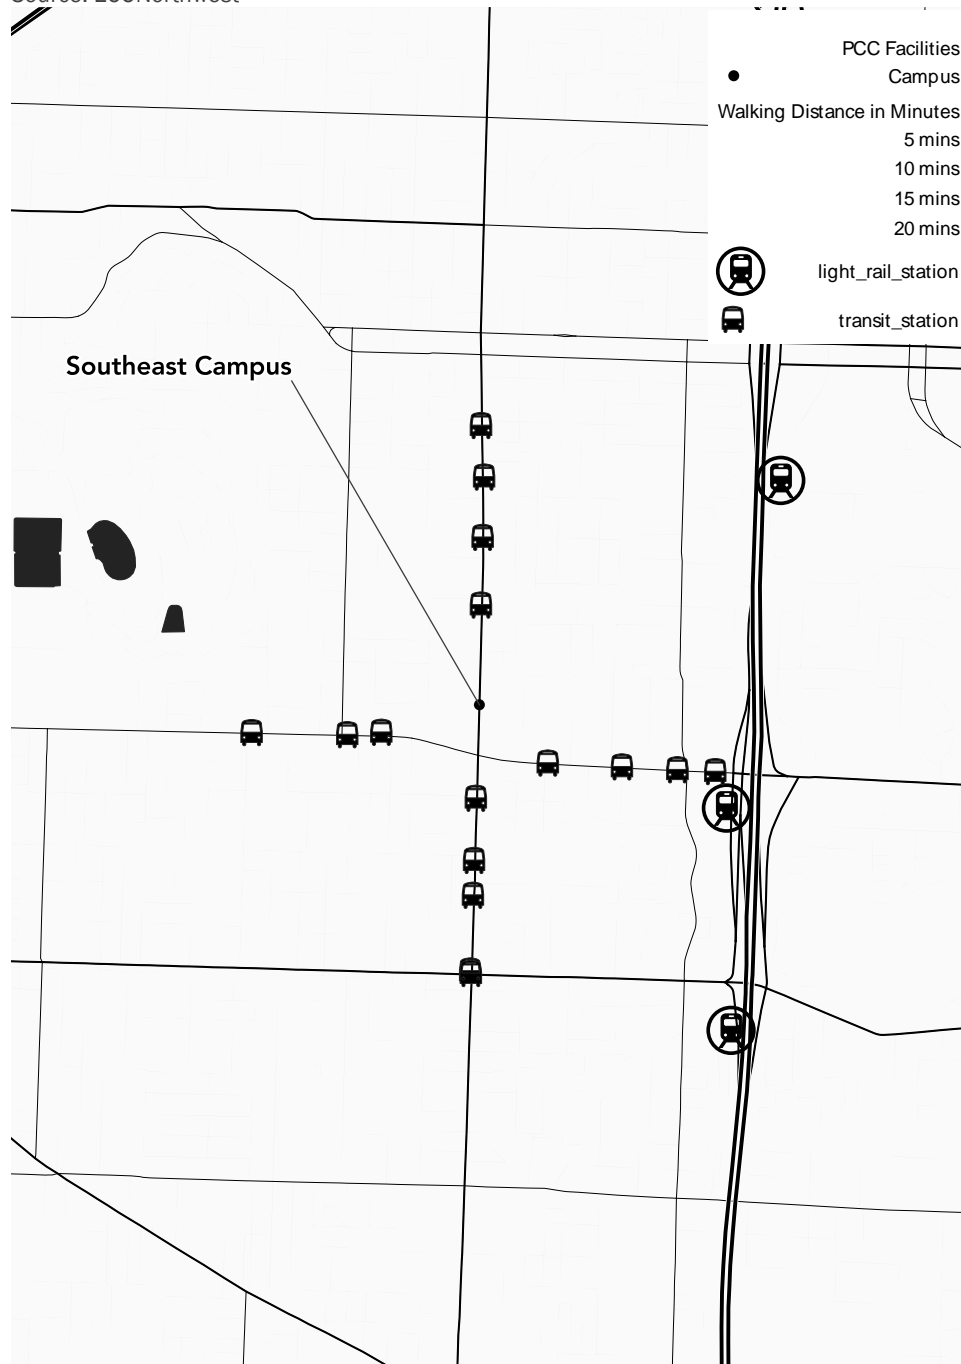 PCC Facilities
Campus
Walking Distance in Minutes
5 mins
10 mins
15 mins
20 mins
light_rail_station
transit_station
Southeast Campus